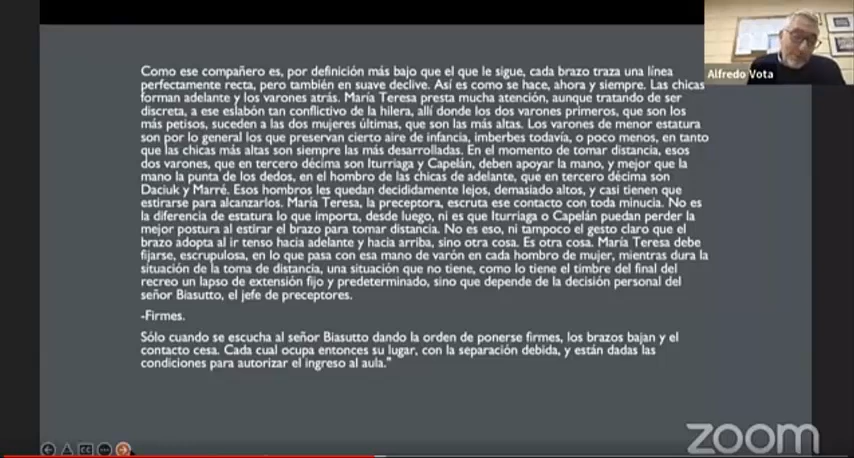 Como ese compañero es, por definición más bajo que el que le sigue, cada brazo traza una línea
perfectamente recta, pero también en suave declive. Así es como se hace, ahora y siempre. Las chicas
forman adelante y los varones atrás. María Teresa presta mucha atención, aunque tratando de ser
discreta, a ese eslabón tan conflictivo de la hilera, allí donde los dos varones primeros, que son los
más petisos, suceden a las dos mujeres últimas, que son las más altas. Los varones de menor estatura
son por lo general los que preservan cierto aire de infancia, imberbes todavía, o poco menos, en tanto
que las chicas más altas son siempre las más desarrolladas. En el momento de tomar distancia, esos
dos varones, que en tercero décima son Iturriaga y Capelán, deben apoyar la mano, y mejor que la
mano la punta de los dedos, en el hombro de las chicas de adelante, que en tercero décima son
Daciuk y Marré. Esos hombros les quedan decididamente lejos, demasiado altos, y casi tienen que
estirarse para alcanzarlos. María Teresa, la preceptora, escruta ese contacto con toda minucia. No es
la diferencia de estatura lo que importa, desde luego, ni es que Iturriaga o Capelán puedan perder la
mejor postura al estirar el brazo para tomar distancia. No es eso, ni tampoco el gesto claro que el
brazo adopta al ir tenso hacia adelante y hacia arriba, sino otra cosa. Es otra cosa. María Teresa debe
fijarse, escrupulosa, en lo que pasa con esa mano de varón en cada hombro de mujer, mientras dura la
situación de la toma de distancia, una situación que no tiene, como lo tiene el timbre del final del
recreo un lapso de extensión fijo y predeterminado, sino que depende de la decisión personal del
señor Biasutto, el jefe de preceptores.
-Firmes.
Sólo cuando se escucha al señor Biasutto dando la orden de ponerse firmes, los brazos bajan y el
contacto cesa. Cada cual ocupa entonces su lugar, con la separación debida, y están dadas las
condiciones para autorizar el ingreso al aula."
Alfredo Vota
zoom